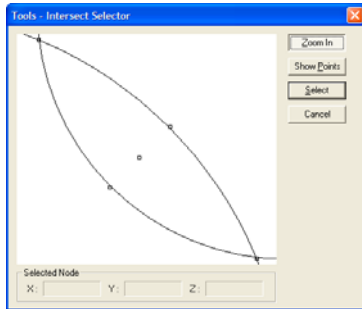 Tools - Intersect Selector
Zoom In
Show Points
Select
Cancel
Selected Node
X: Y: Z: